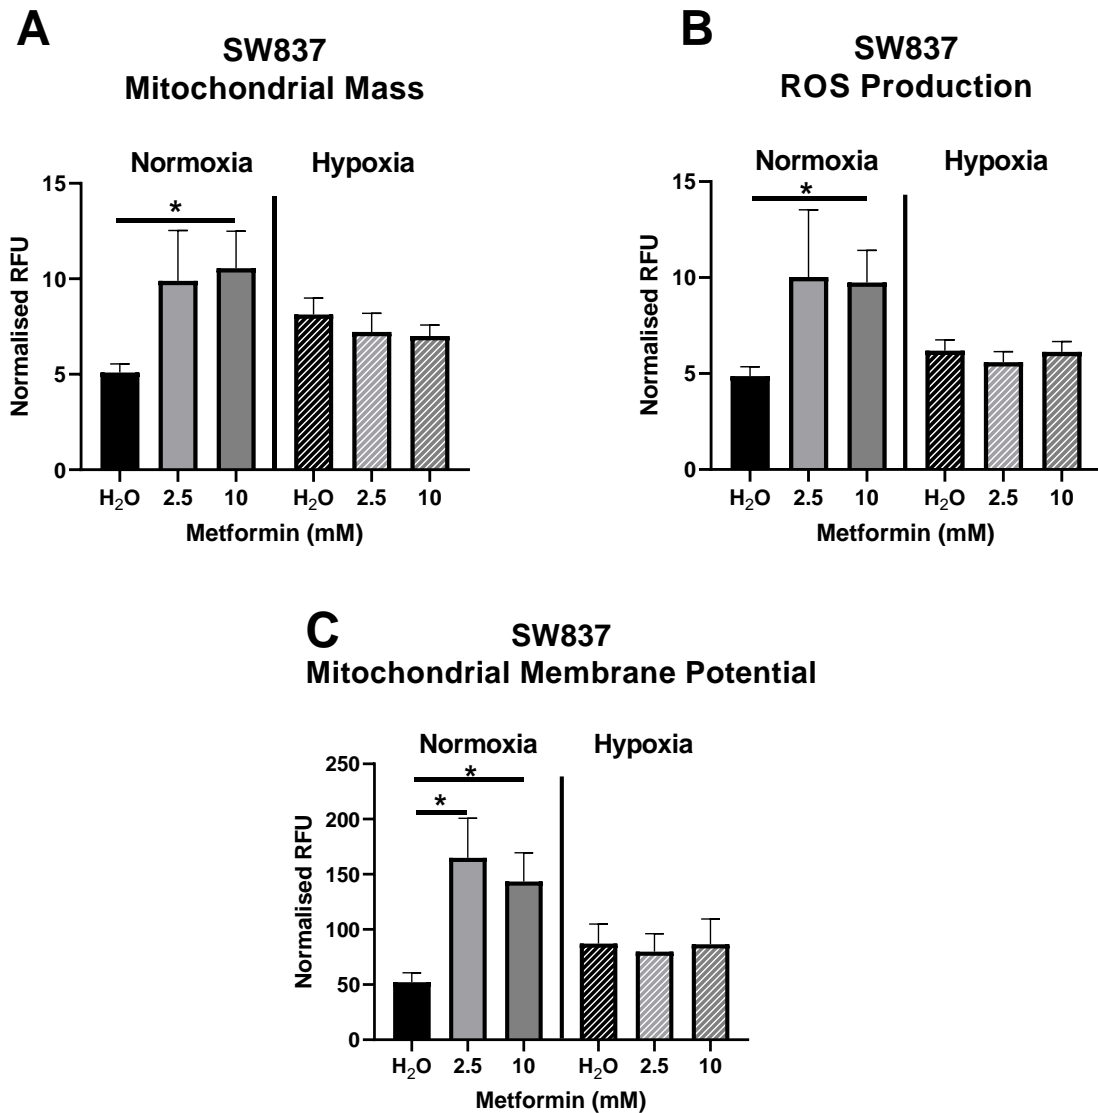 A
SW837
Mitochondrial Mass
Normoxia
Hypoxia
*
15
10
5
0
Normalised RFU
H₂O 2.5 10 H₂O 2.5 10
Metformin (mM)
B
SW837
ROS Production
Normoxia
Hypoxia
*
15
10
5
0
Normalised RFU
H₂O 2.5 10 H₂O 2.5 10
Metformin (mM)
C
SW837
Mitochondrial Membrane Potential
Normoxia
Hypoxia
*
*
250
200
150
100
50
0
Normalised RFU
H₂O 2.5 10 H₂O 2.5 10
Metformin (mM)